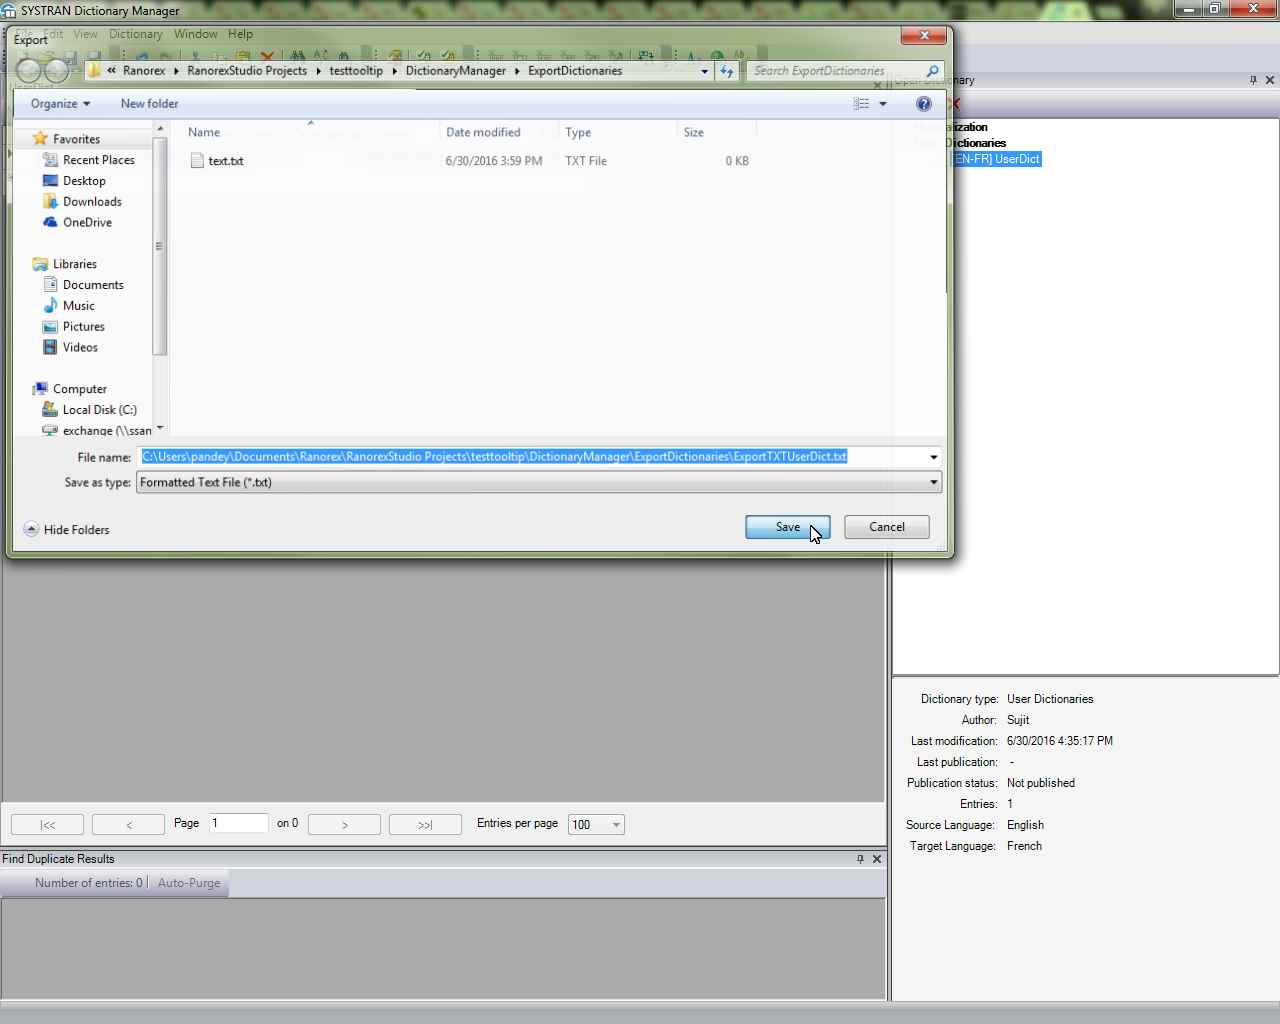 SYSTRAN Dictionary Manager
File Edit View Dictionary Window Help
Export
« Ranorex RanorexStudio Projects testtooltip DictionaryManager ExportDictionaries
Search ExportDictionaries
Organize New folder
Favorites
Recent Places
Desktop
Downloads
OneDrive
Libraries
Documents
Music
Pictures
Videos
Computer
Local Disk (C:)
exchange (\\ssan
Name Date modified Type Size
text.txt 6/30/2016 3:59 PM TXT File 0 KB
File name: C:\Users\pandey\Documents\Ranorex\RanorexStudio Projects\testtooltip\DictionaryManager\ExportDictionaries\ExportTXTUserDict.txt
Save as type: Formatted Text File (*.txt)
Hide Folders
Save Cancel
Open Dictionary
ization
ictionaries
[EN-FR] UserDict
Dictionary type: User Dictionaries
Author: Sujit
Last modification: 6/30/2016 4:35:17 PM
Last publication: -
Publication status: Not published
Entries: 1
Source Language: English
Target Language: French
|<< < Page 1 on 0 > >>| Entries per page 100
Find Duplicate Results
Number of entries: 0 Auto-Purge